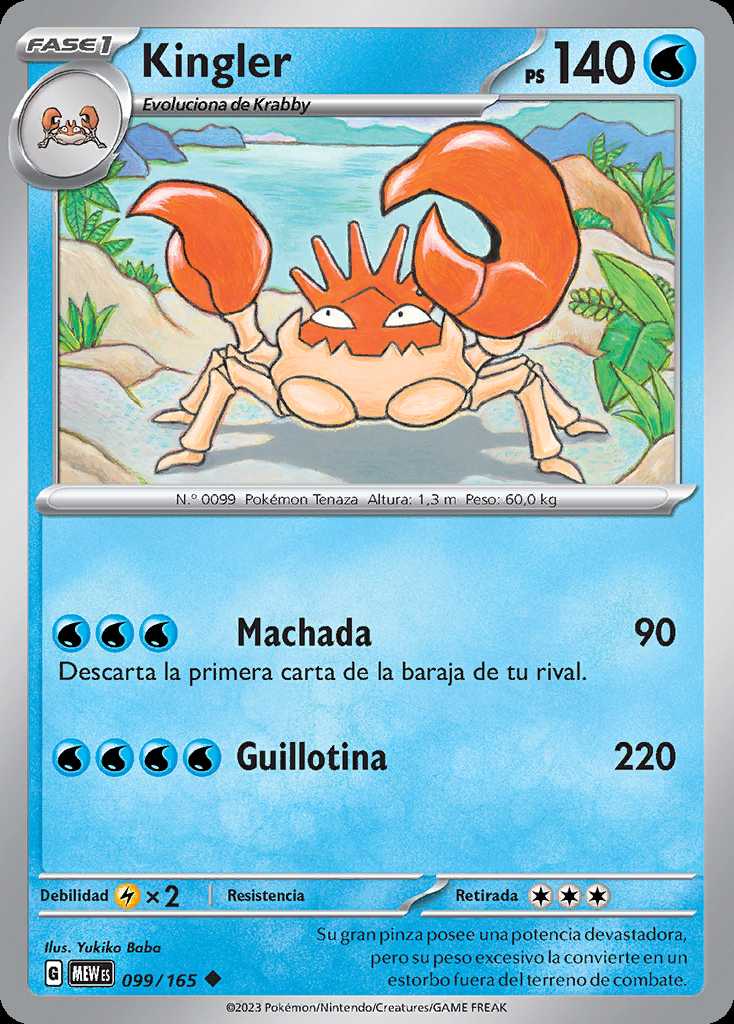 FASE 1
Kingler
PS 140
Evoluciona de Krabby
N.º 0099 Pokémon Tenaza Altura: 1,3 m Peso: 60,0 kg
Machada 90
Descarta la primera carta de la baraja de tu rival.
Guillotina 220
Debilidad ×2 Resistencia Retirada
Ilus. Yukiko Baba
Su gran pinza posee una potencia devastadora,
pero su peso excesivo la convierte en un
estorbo fuera del terreno de combate.
G MEW ES 099/165
©2023 Pokémon/Nintendo/Creatures/GAME FREAK